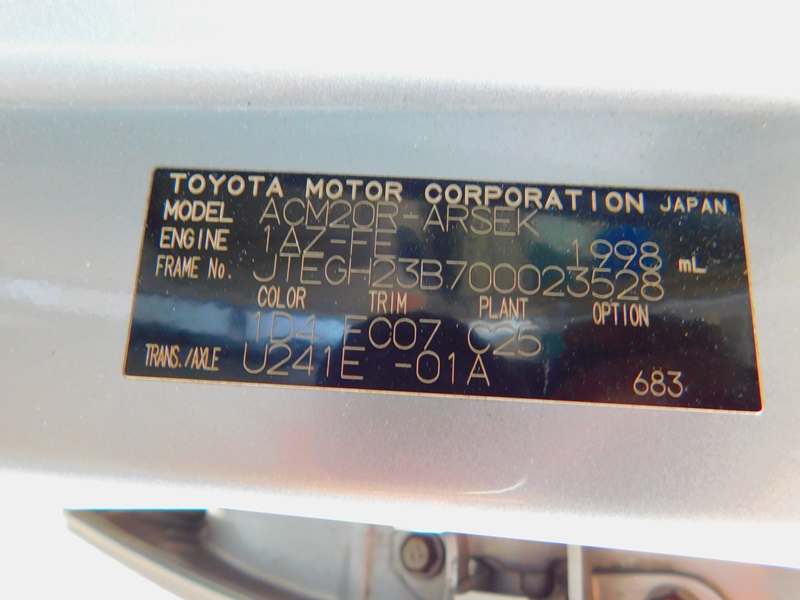 TOYOTA MOTOR CORPORATION JAPAN
MODEL ACM20R-ARSEK
ENGINE 1AZ-FE 1998 mL
FRAME No. JTEGH23B700023528
COLOR TRIM PLANT OPTION
1D4 FC07 C25
TRANS./AXLE U241E -01A 683